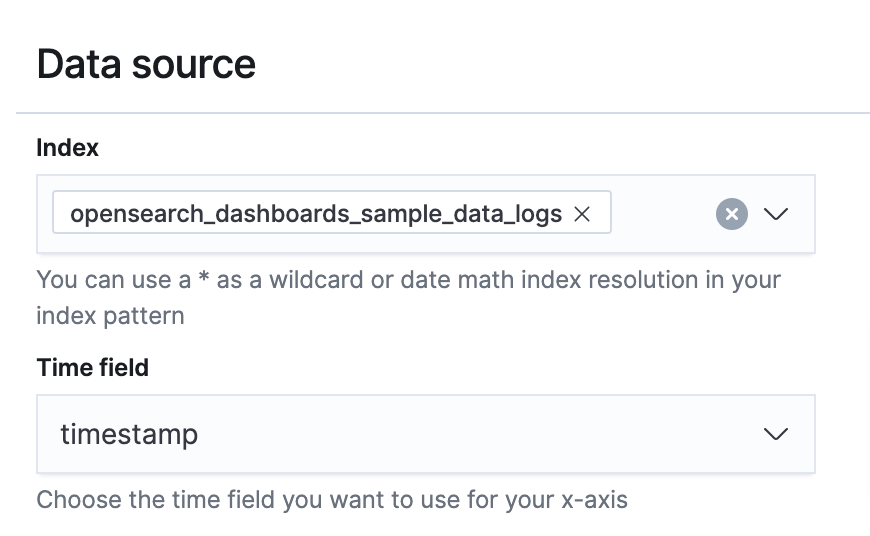 Data source
Index
opensearch_dashboards_sample_data_logs
You can use a * as a wildcard or date math index resolution in your
index pattern
Time field
timestamp
Choose the time field you want to use for your x-axis